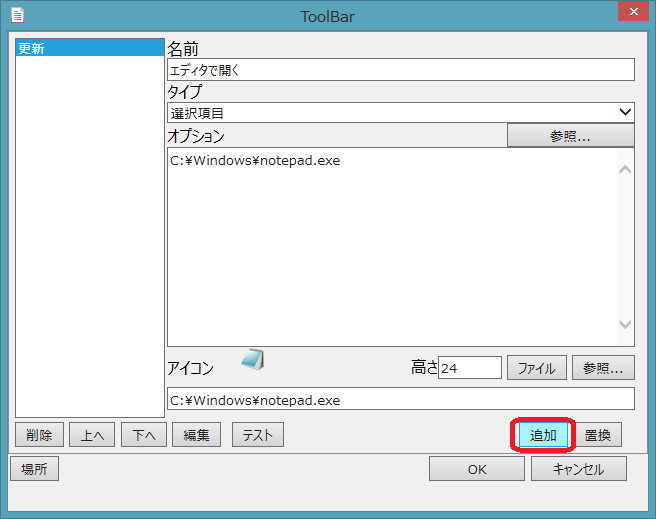 ToolBar
更新
名前
エディタで開く
タイプ
選択項目
オプション
参照...
C:¥Windows¥notepad.exe
アイコン
高さ 24
ファイル
参照...
C:¥Windows¥notepad.exe
削除
上へ
下へ
編集
テスト
追加
置換
場所
OK
キャンセル